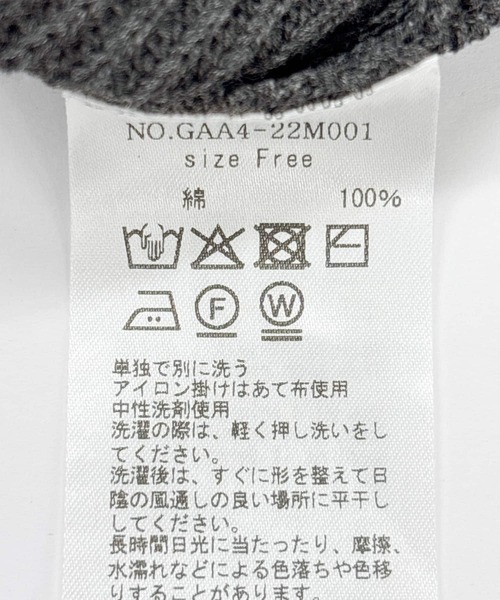 NO.GAA4-22M001
size Free
綿 100%
F W
単独で別に洗う
アイロン掛けはあて布使用
中性洗剤使用
洗濯の際は、軽く押し洗いをし
てください。
洗濯後は、すぐに形を整えて日
陰の風通しの良い場所に平干し
してください。
長時間日光に当たったり、摩擦、
水濡れなどによる色落ちや色移
りすることがあります。